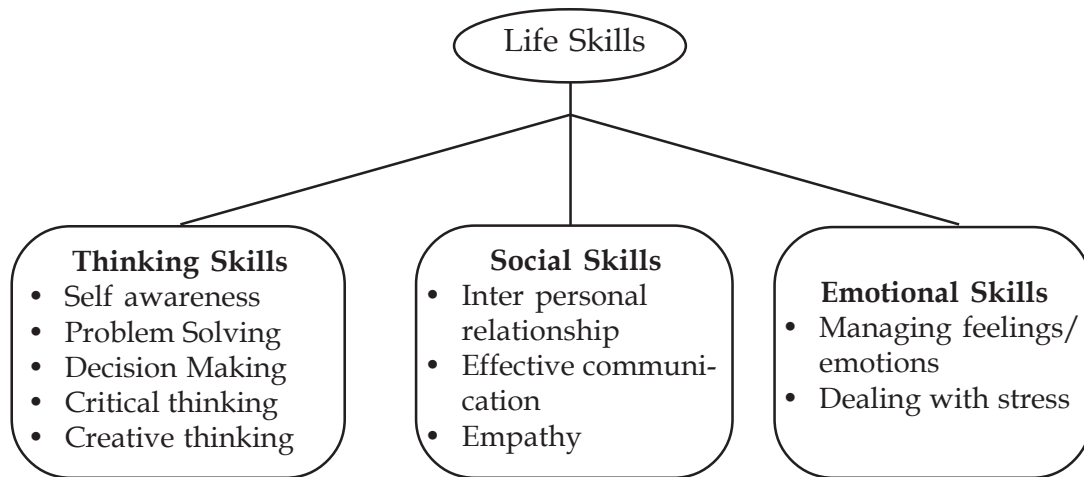 Life Skills
Thinking Skills
• Self awareness
• Problem Solving
• Decision Making
• Critical thinking
• Creative thinking
Social Skills
• Inter personal
relationship
• Effective communi-
cation
• Empathy
Emotional Skills
• Managing feelings/
emotions
• Dealing with stress